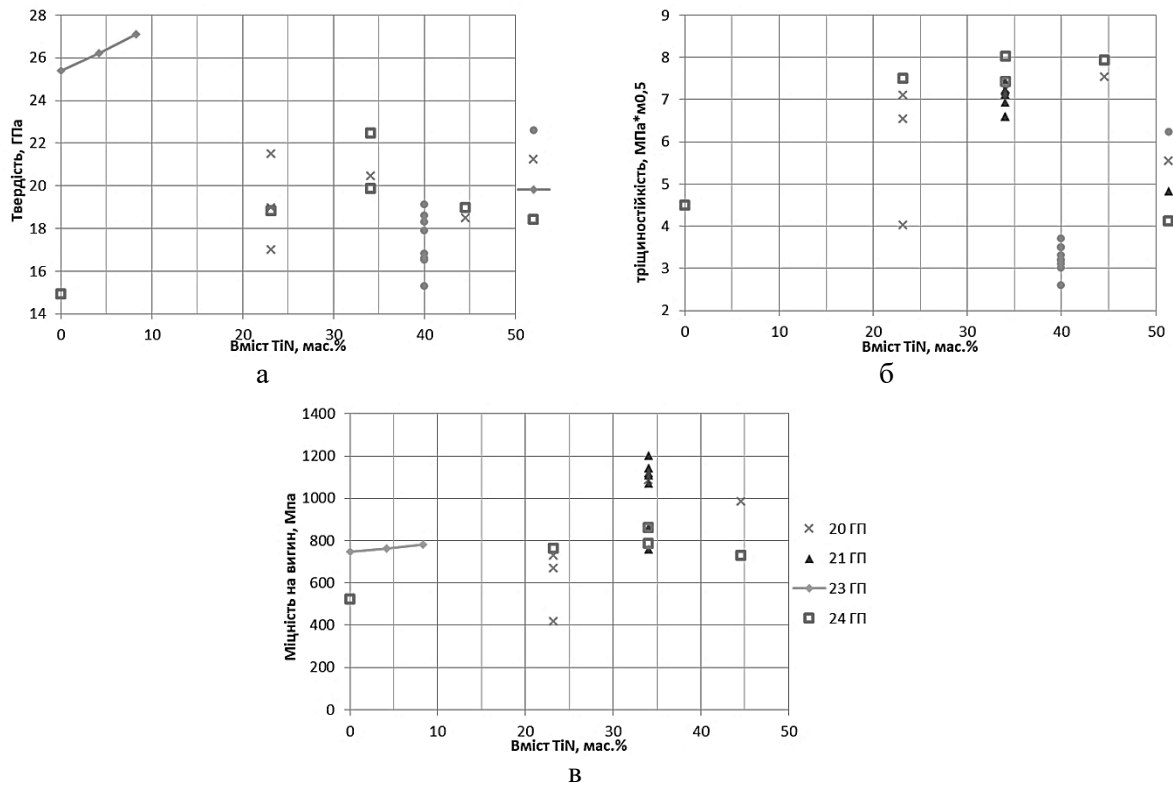 28
26
24
22
20
18
16
14
Твердість, ГПа
0 10 20 30 40 50
Вміст TiN, мас.%
а
9
8
7
6
5
4
3
2
тріщиностійкість, МПа*м0,5
0 10 20 30 40 50
Вміст TiN, мас.%
б
1400
1200
1000
800
600
400
200
0
Міцність на вигин, Мпа
0 10 20 30 40 50
Вміст TiN, мас.%
20 ГП
21 ГП
23 ГП
24 ГП
в